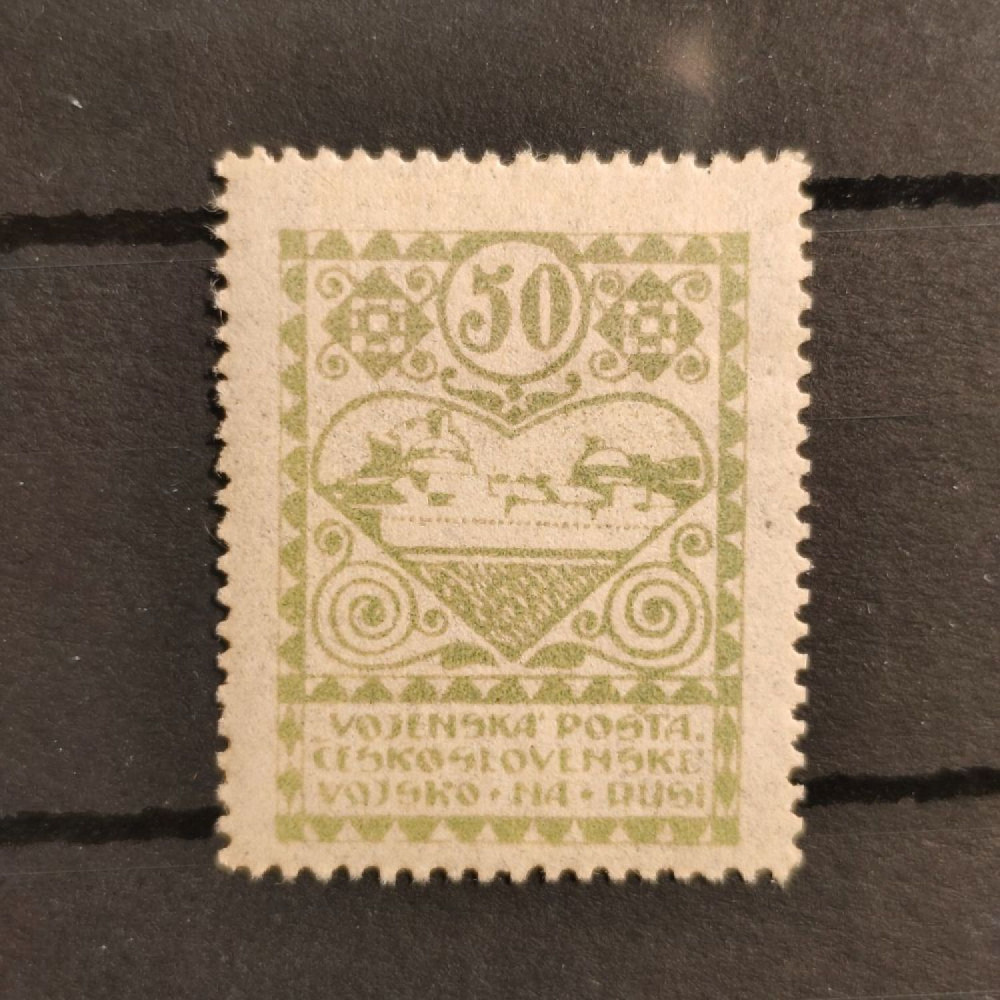 50
VOJENSKÁ POŠTA.
ČESKOSLOVENSKÉ
VOJSKO • NA • RUSI